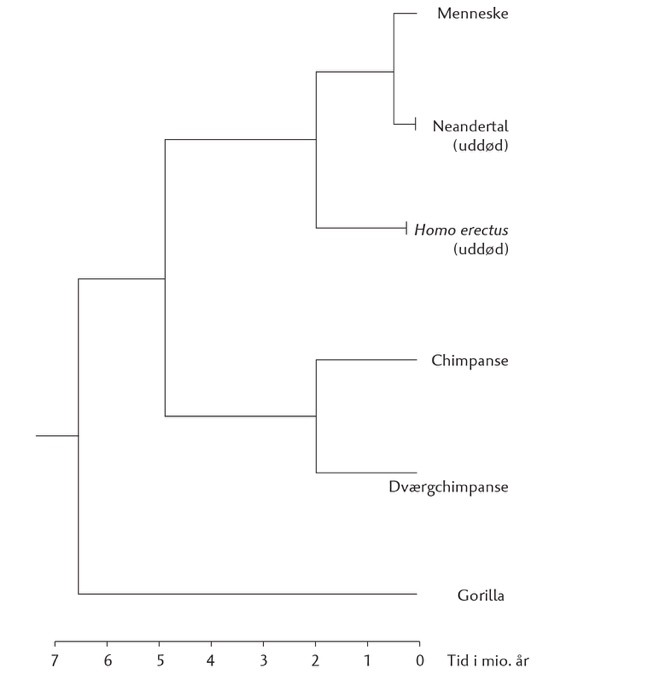 Menneske
Neandertal
(uddød)
Homo erectus
(uddød)
Chimpanse
Dværgchimpanse
Gorilla
7 6 5 4 3 2 1 0 Tid i mio. år